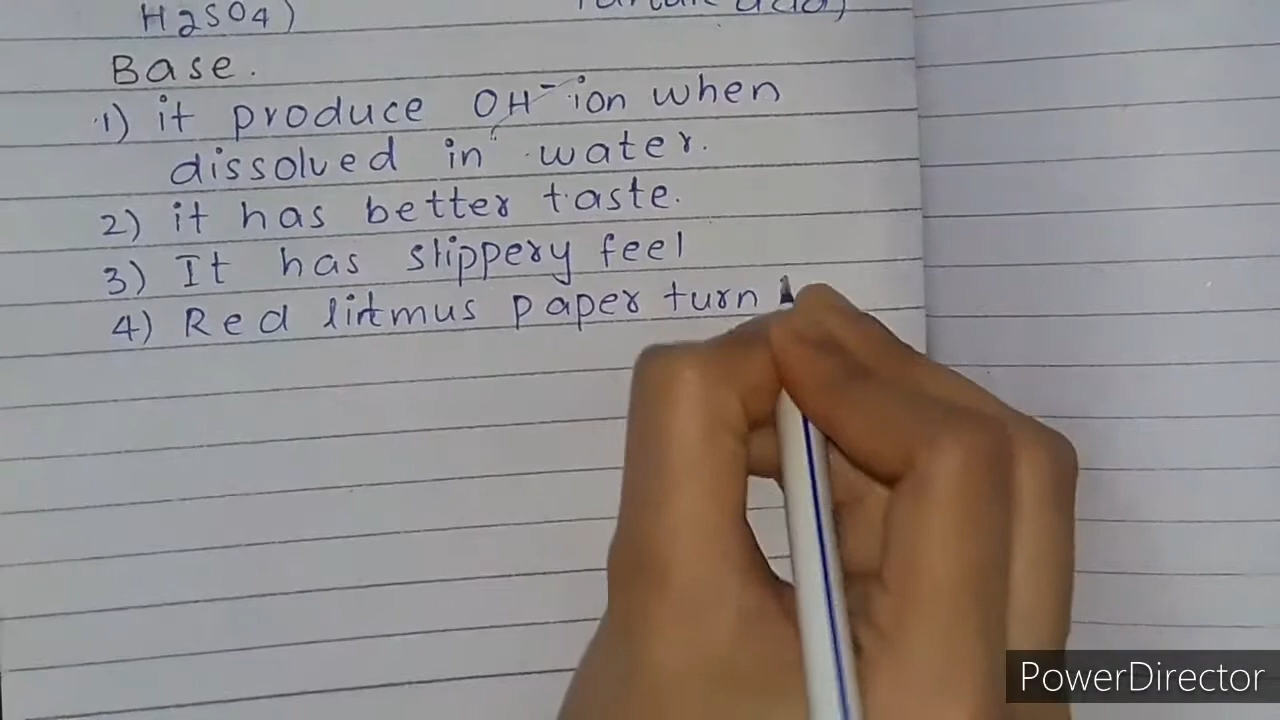 H2SO4)
Base.
1) it produce OH⁻ ion when
dissolved in water.
2) it has better taste.
3) It has slippery feel
4) Red litmus paper turn
PowerDirector